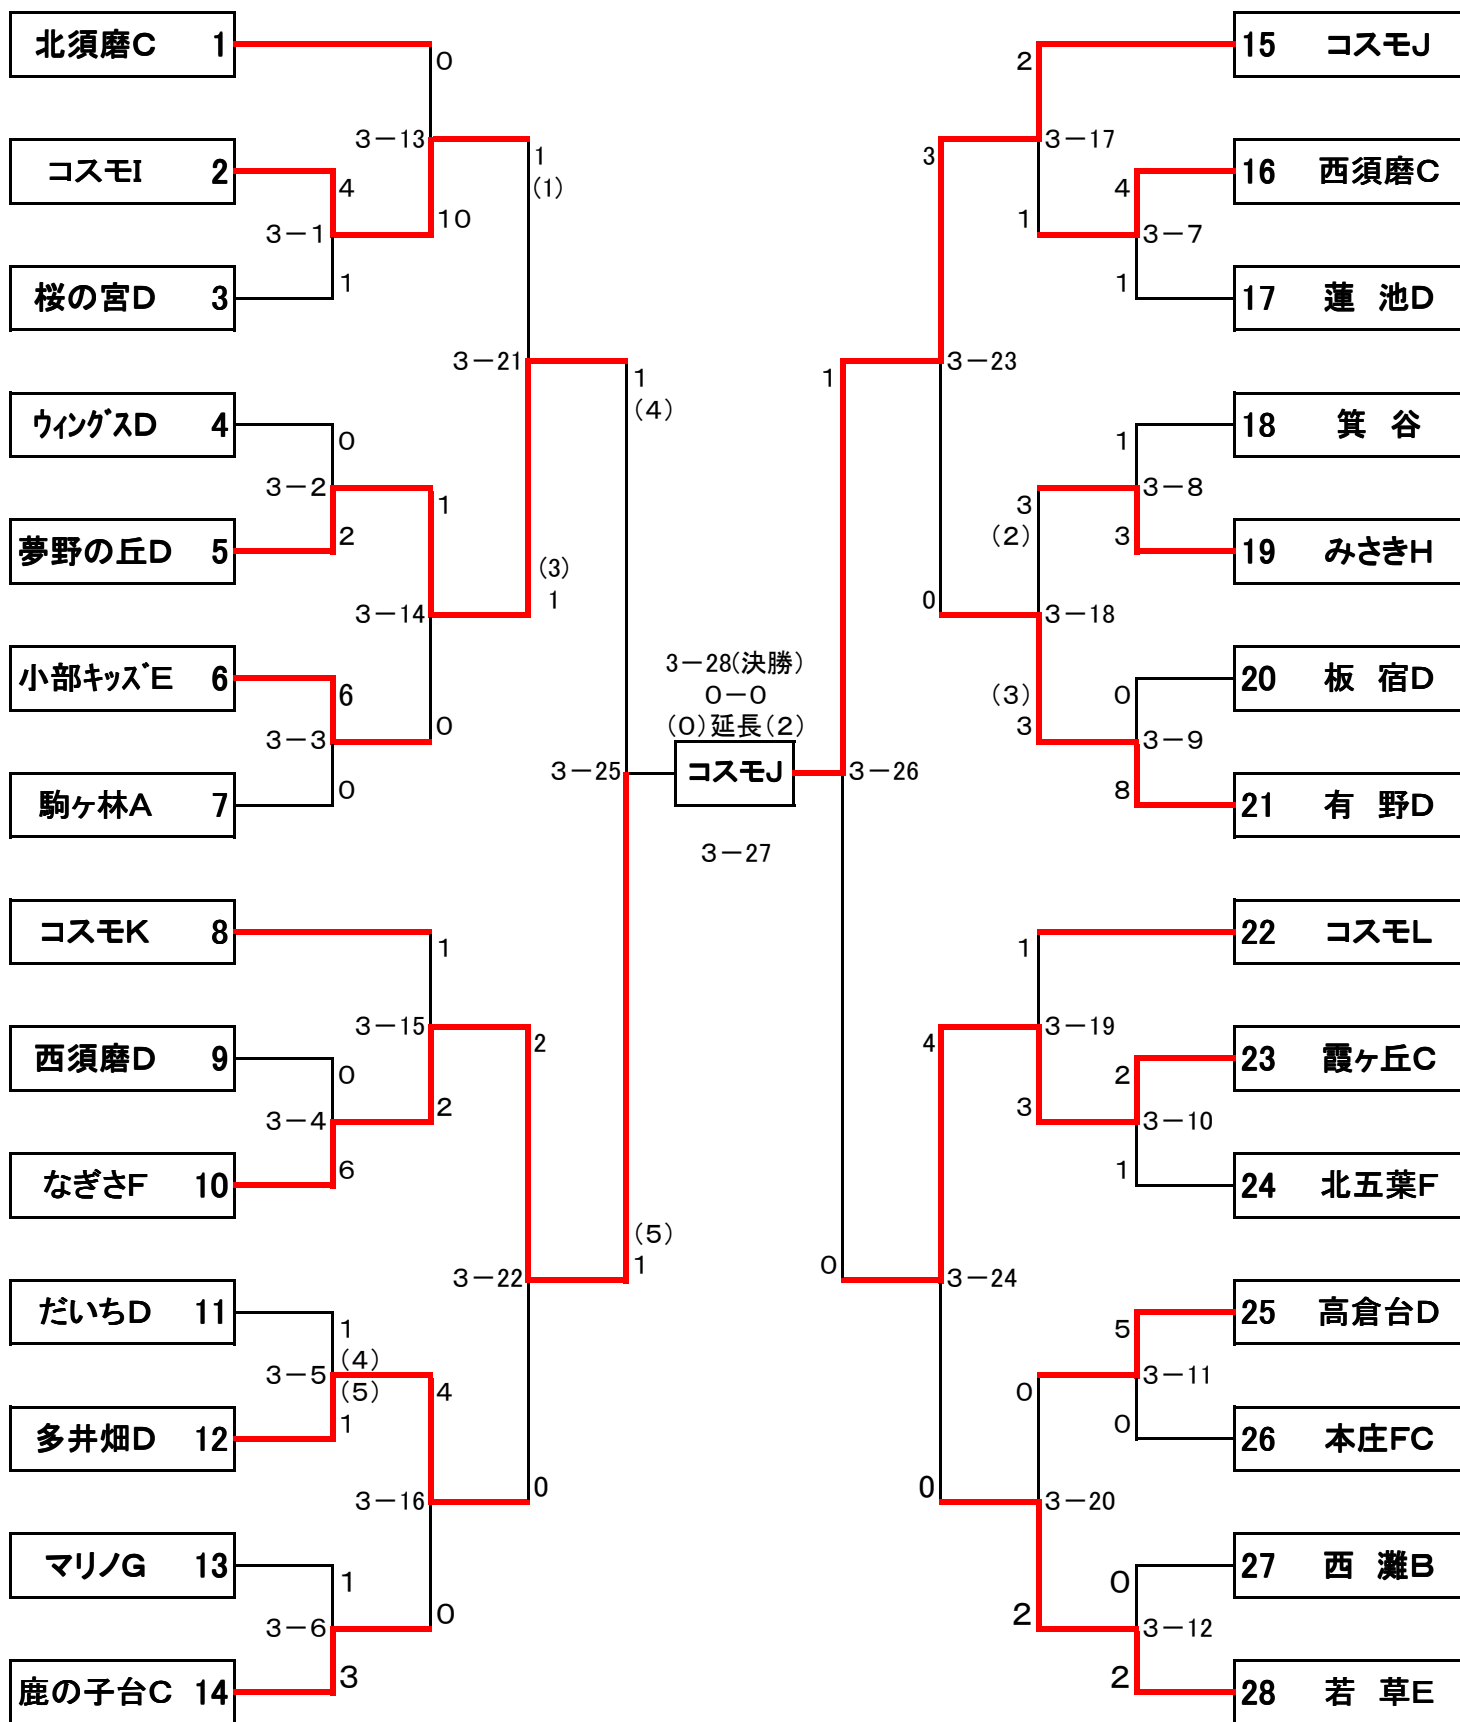 北須磨C 1
0
3－13
コスモI 2
4
3－1
10
1
(1)
桜の宮D 3
1
3－21
ウィングスD 4
0
3－2
夢野の丘D 5
2
1
3－14
(3)
1
小部キッズE 6
6
3－3
0
駒ヶ林A 7
0
1
(4)
3－25
コスモK 8
1
3－15
西須磨D 9
0
3－4
2
2
なぎさF 10
6
(5)
1
3－22
だいちD 11
1
(4)
3－5
(5)
1
多井畑D 12
4
3－16
0
マリノG 13
1
3－6
0
鹿の子台C 14
3
3－28(決勝)
0－0
(0)延長(2)
コスモJ
3－27
15 コスモJ
2
3－17
16 西須磨C
4
3－7
1
3
17 蓮 池D
1
3－23
1
18 箕 谷
1
3－8
3
(2)
19 みさきH
3
0
3－18
20 板 宿D
0
(3)
3
3－9
21 有 野D
8
3－26
22 コスモL
1
3－19
4
23 霞ヶ丘C
2
3
3－10
24 北五葉F
1
0
3－24
25 高倉台D
5
3－11
0
26 本庄FC
0
0
3－20
27 西 灘B
0
2
3－12
28 若 草E
2